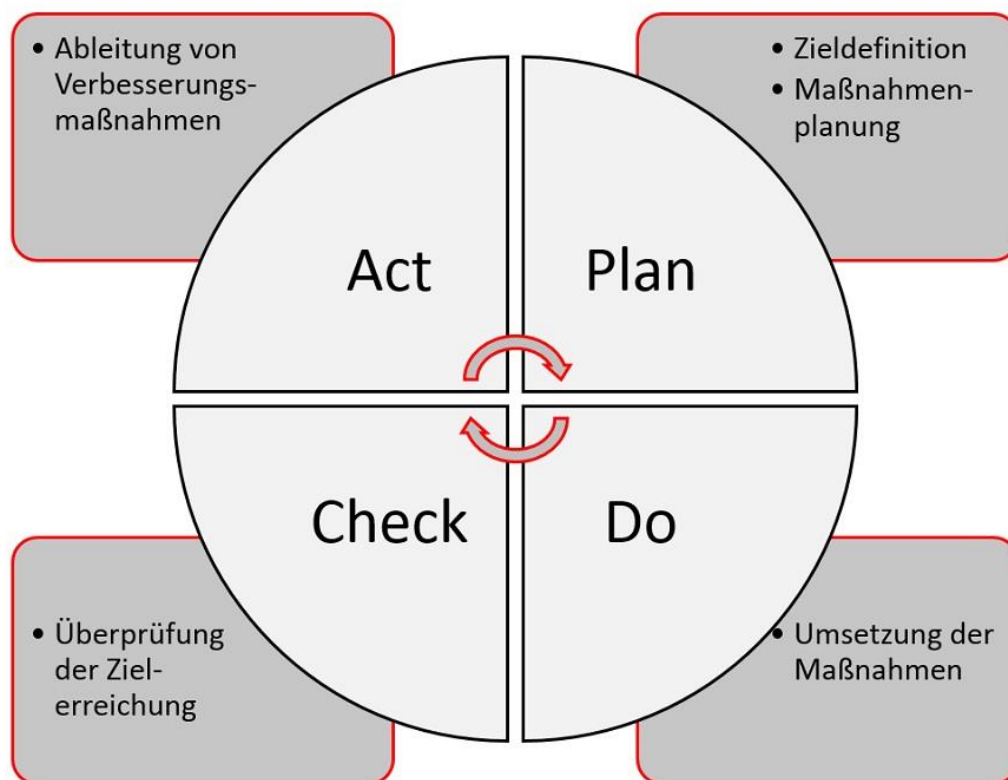 • Ableitung von
Verbesserungs-
maßnahmen
• Zieldefinition
• Maßnahmen-
planung
Act
Plan
Check
Do
• Überprüfung
der Ziel-
erreichung
• Umsetzung der
Maßnahmen